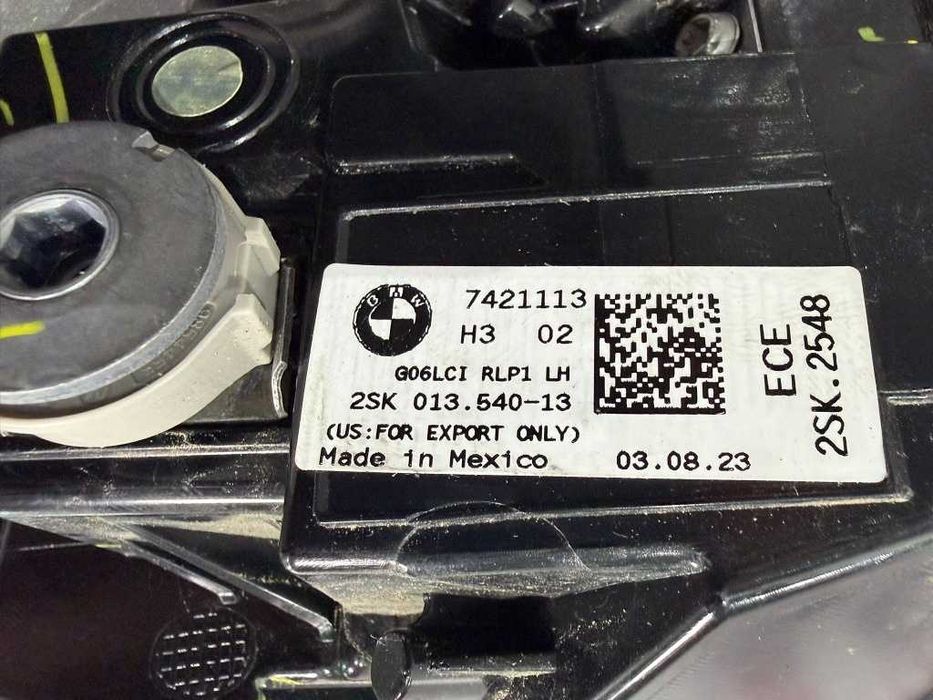 BMW
7421113
H3 02
G06LCI RLP1 LH
2SK 013.540-13
(US:FOR EXPORT ONLY)
Made in Mexico 03.08.23
ECE
2SK.2548